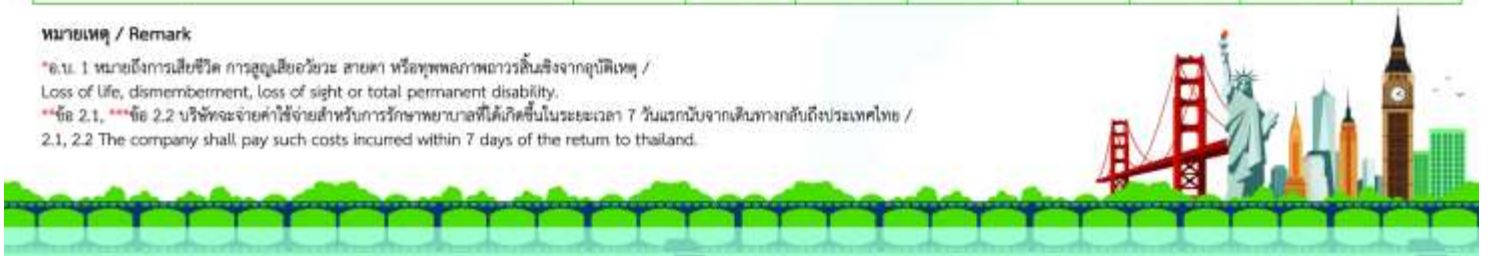 หมายเหตุ / Remark
*อ.บ. 1 หมายถึงการเสียชีวิต การสูญเสียอวัยวะ สายตา หรือทุพพลภาพถาวรสิ้นเชิงจากอุบัติเหตุ /
Loss of life, dismemberment, loss of sight or total permanent disability.
**ข้อ 2.1, ***ข้อ 2.2 บริษัทจะจ่ายค่าใช้จ่ายสำหรับการรักษาพยาบาลที่ได้เกิดขึ้นในระยะเวลา 7 วันแรกนับจากเดินทางกลับถึงประเทศไทย /
2.1, 2.2 The company shall pay such costs incurred within 7 days of the return to thailand.